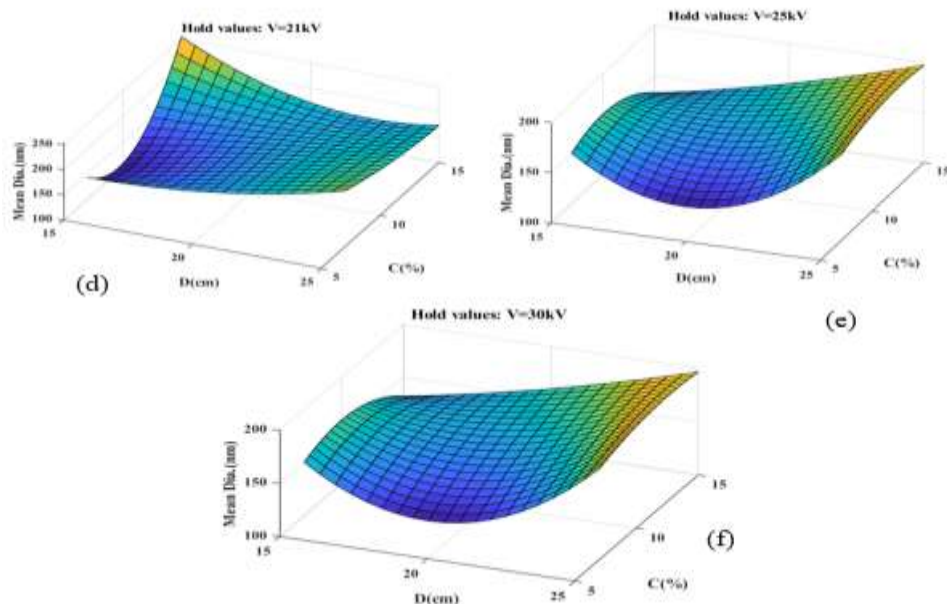 Hold values: V=21kV
250
200
150
100
Mean Dia.(nm)
15
20
25
D(cm)
5
10
15
C(%)
(d)
Hold values: V=25kV
200
150
100
Mean Dia.(nm)
15
20
25
D(cm)
5
10
15
C(%)
(e)
Hold values: V=30kV
200
150
100
Mean Dia.(nm)
15
20
25
D(cm)
5
10
15
C(%)
(f)